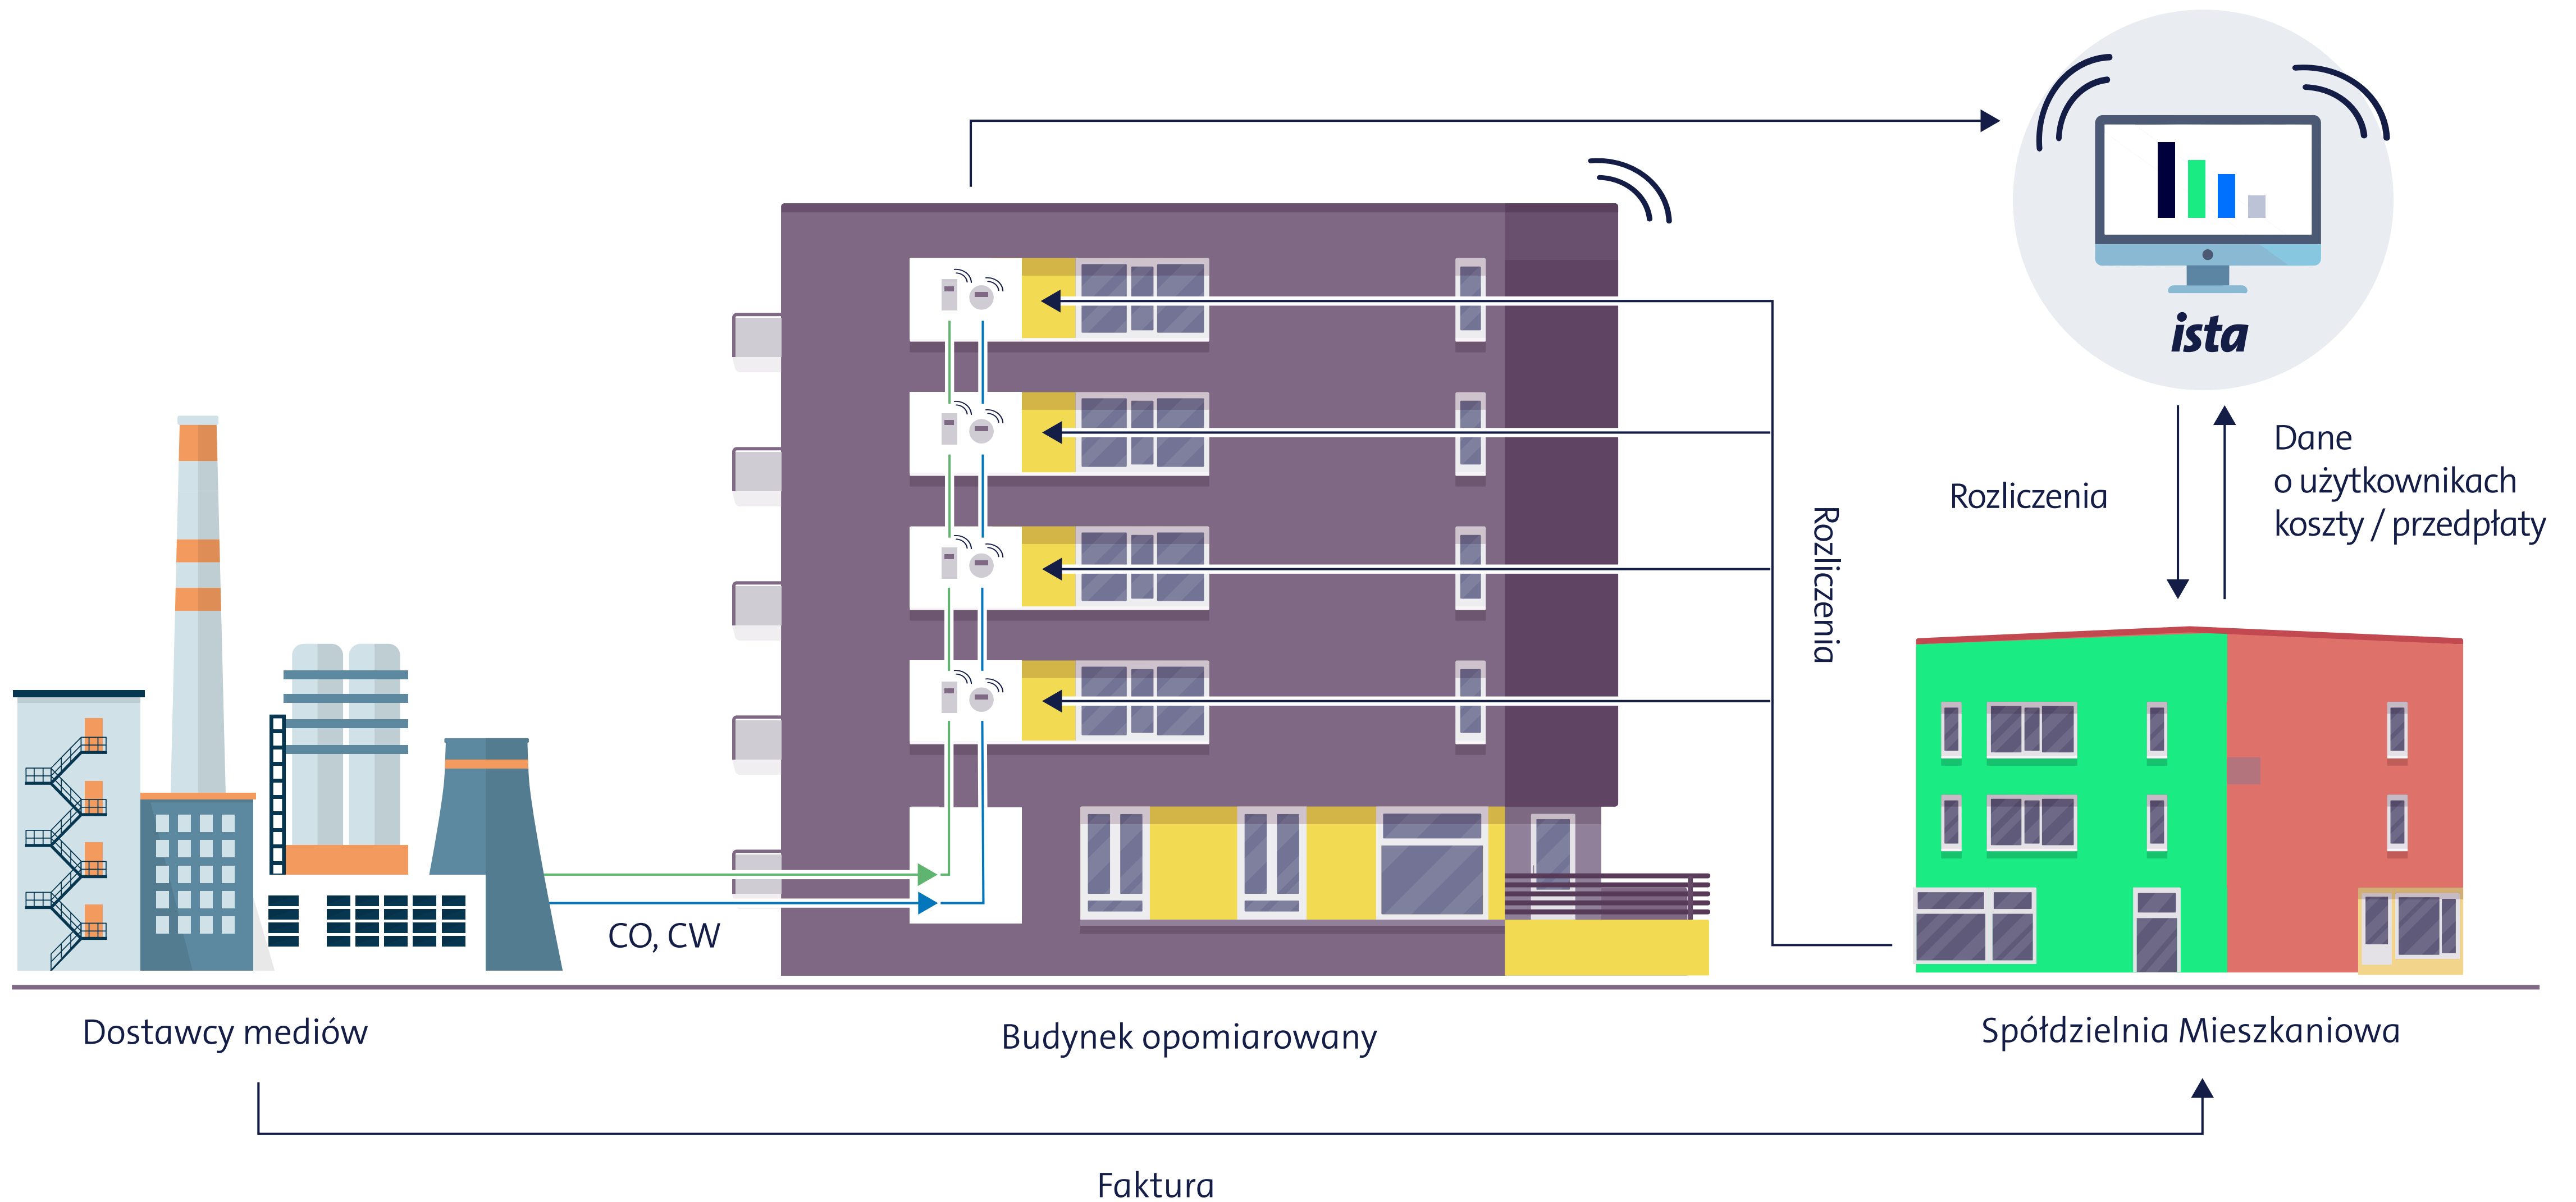 ista
Dane
o użytkownikach
koszty / przedpłaty
Rozliczenia
Rozliczenia
CO, CW
Dostawcy mediów
Budynek opomiarowany
Spółdzielnia Mieszkaniowa
Faktura